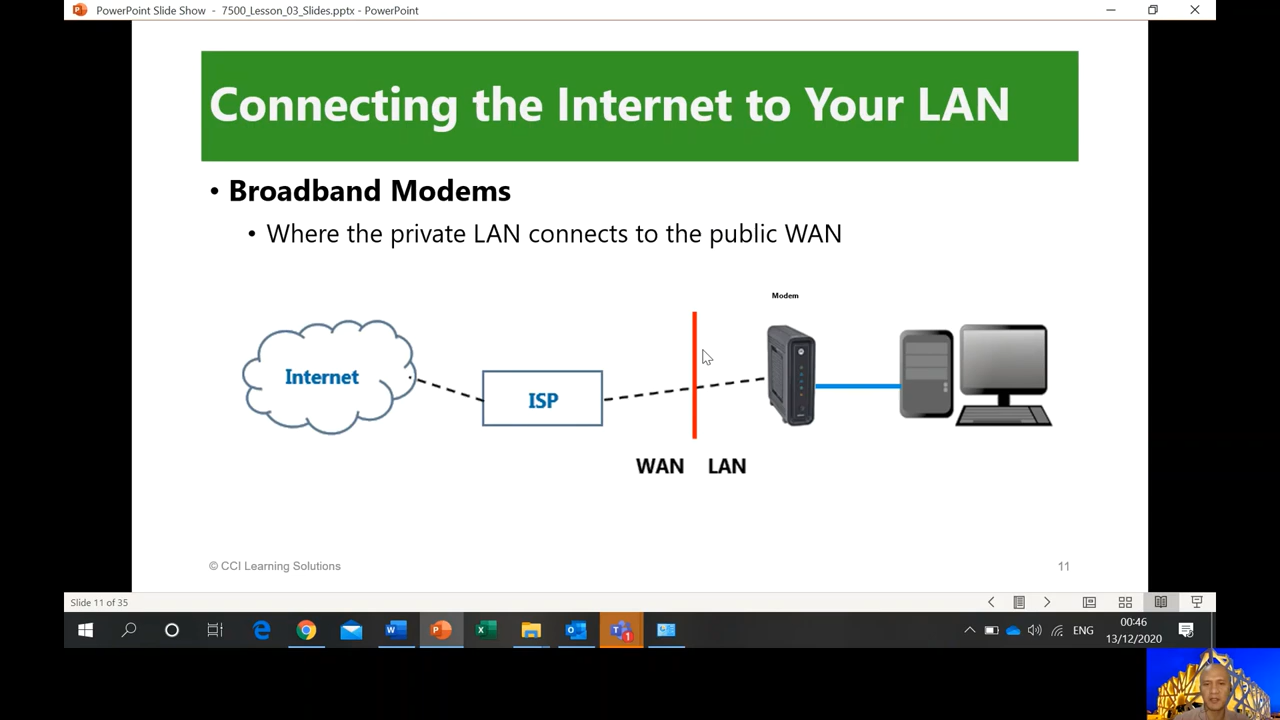 PowerPoint Slide Show - 7500_Lesson_03_Slides.pptx - PowerPoint
Connecting the Internet to Your LAN
• Broadband Modems
• Where the private LAN connects to the public WAN
Modem
Internet
ISP
WAN LAN
© CCI Learning Solutions
11
Slide 11 of 35
ENG
00:46
13/12/2020